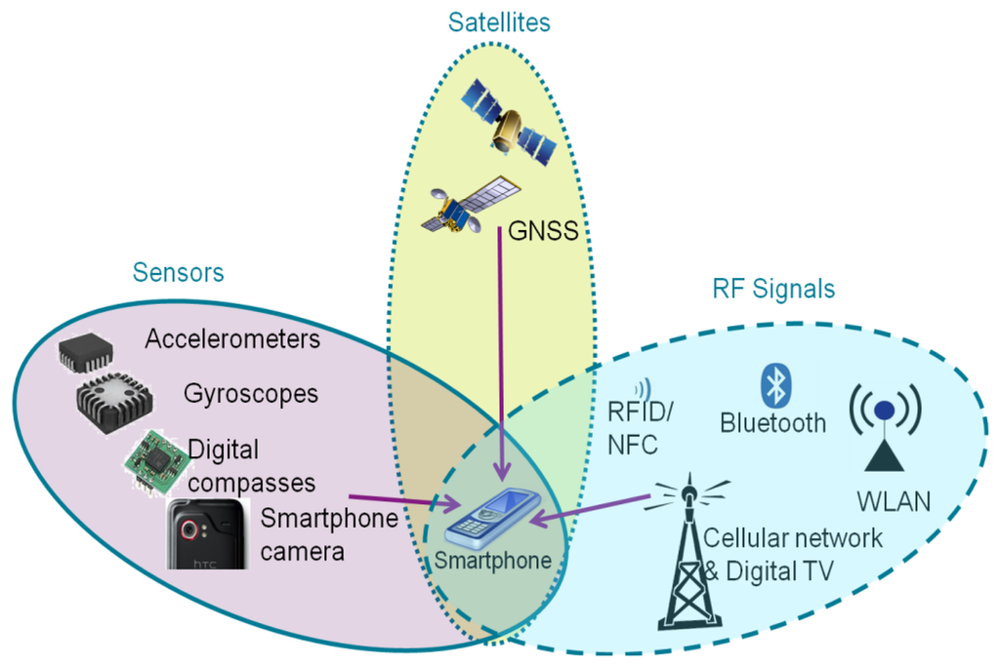 Satellites
GNSS
Sensors
Accelerometers
Gyroscopes
Digital
compasses
Smartphone
camera
hTC
Smartphone
RF Signals
RFID/
NFC
Bluetooth
WLAN
Cellular network
& Digital TV